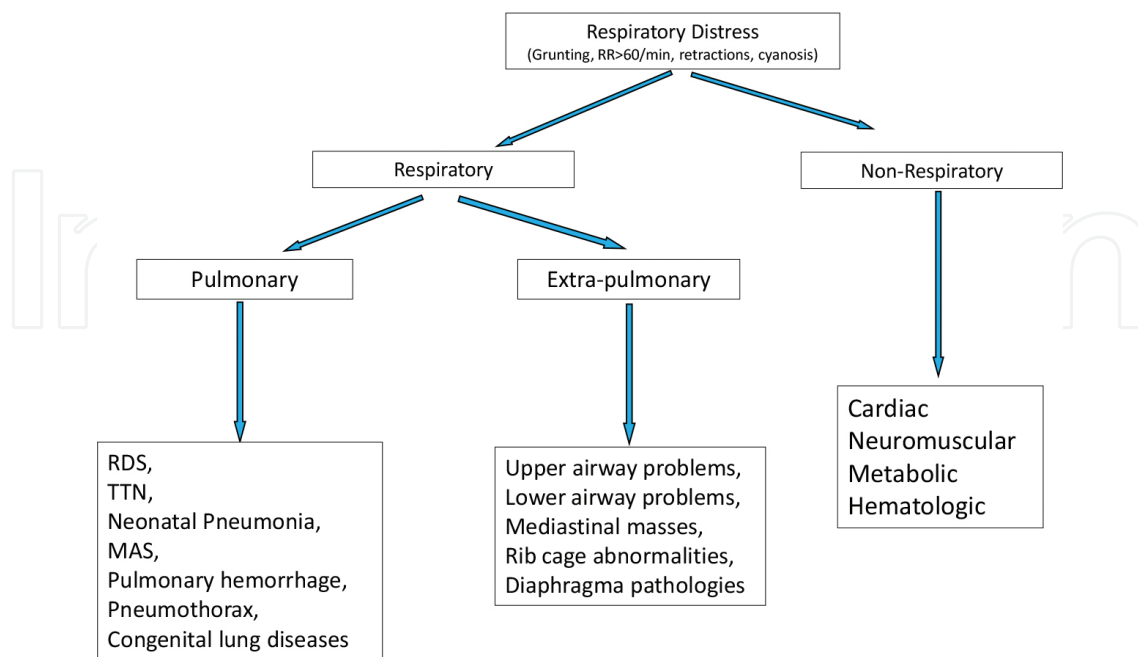 Respiratory Distress
(Grunting, RR>60/min, retractions, cyanosis)
Respiratory
Non-Respiratory
Pulmonary
Extra-pulmonary
RDS,
TTN,
Neonatal Pneumonia,
MAS,
Pulmonary hemorrhage,
Pneumothorax,
Congenital lung diseases
Upper airway problems,
Lower airway problems,
Mediastinal masses,
Rib cage abnormalities,
Diaphragma pathologies
Cardiac
Neuromuscular
Metabolic
Hematologic